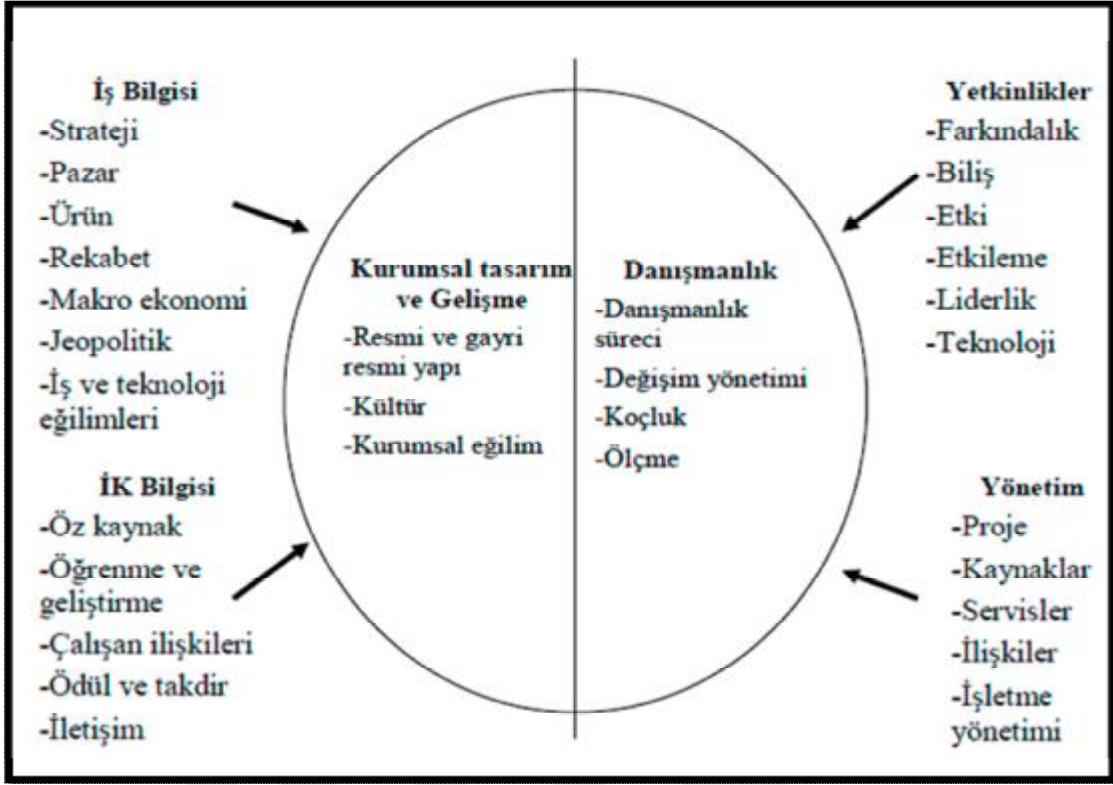 İş Bilgisi
-Strateji
-Pazar
-Ürün
-Rekabet
-Makro ekonomi
-Jeopolitik
-İş ve teknoloji
eğilimleri
İK Bilgisi
-Öz kaynak
-Öğrenme ve
geliştirme
-Çalışan ilişkileri
-Ödül ve takdir
-İletişim
Kurumsal tasarım
ve Gelişme
-Resmi ve gayri
resmi yapı
-Kültür
-Kurumsal eğilim
Danışmanlık
-Danışmanlık
süreci
-Değişim yönetimi
-Koçluk
-Ölçme
Yetkinlikler
-Farkındalık
-Biliş
-Etki
-Etkileme
-Liderlik
-Teknoloji
Yönetim
-Proje
-Kaynaklar
-Servisler
-İlişkiler
-İşletme
yönetimi